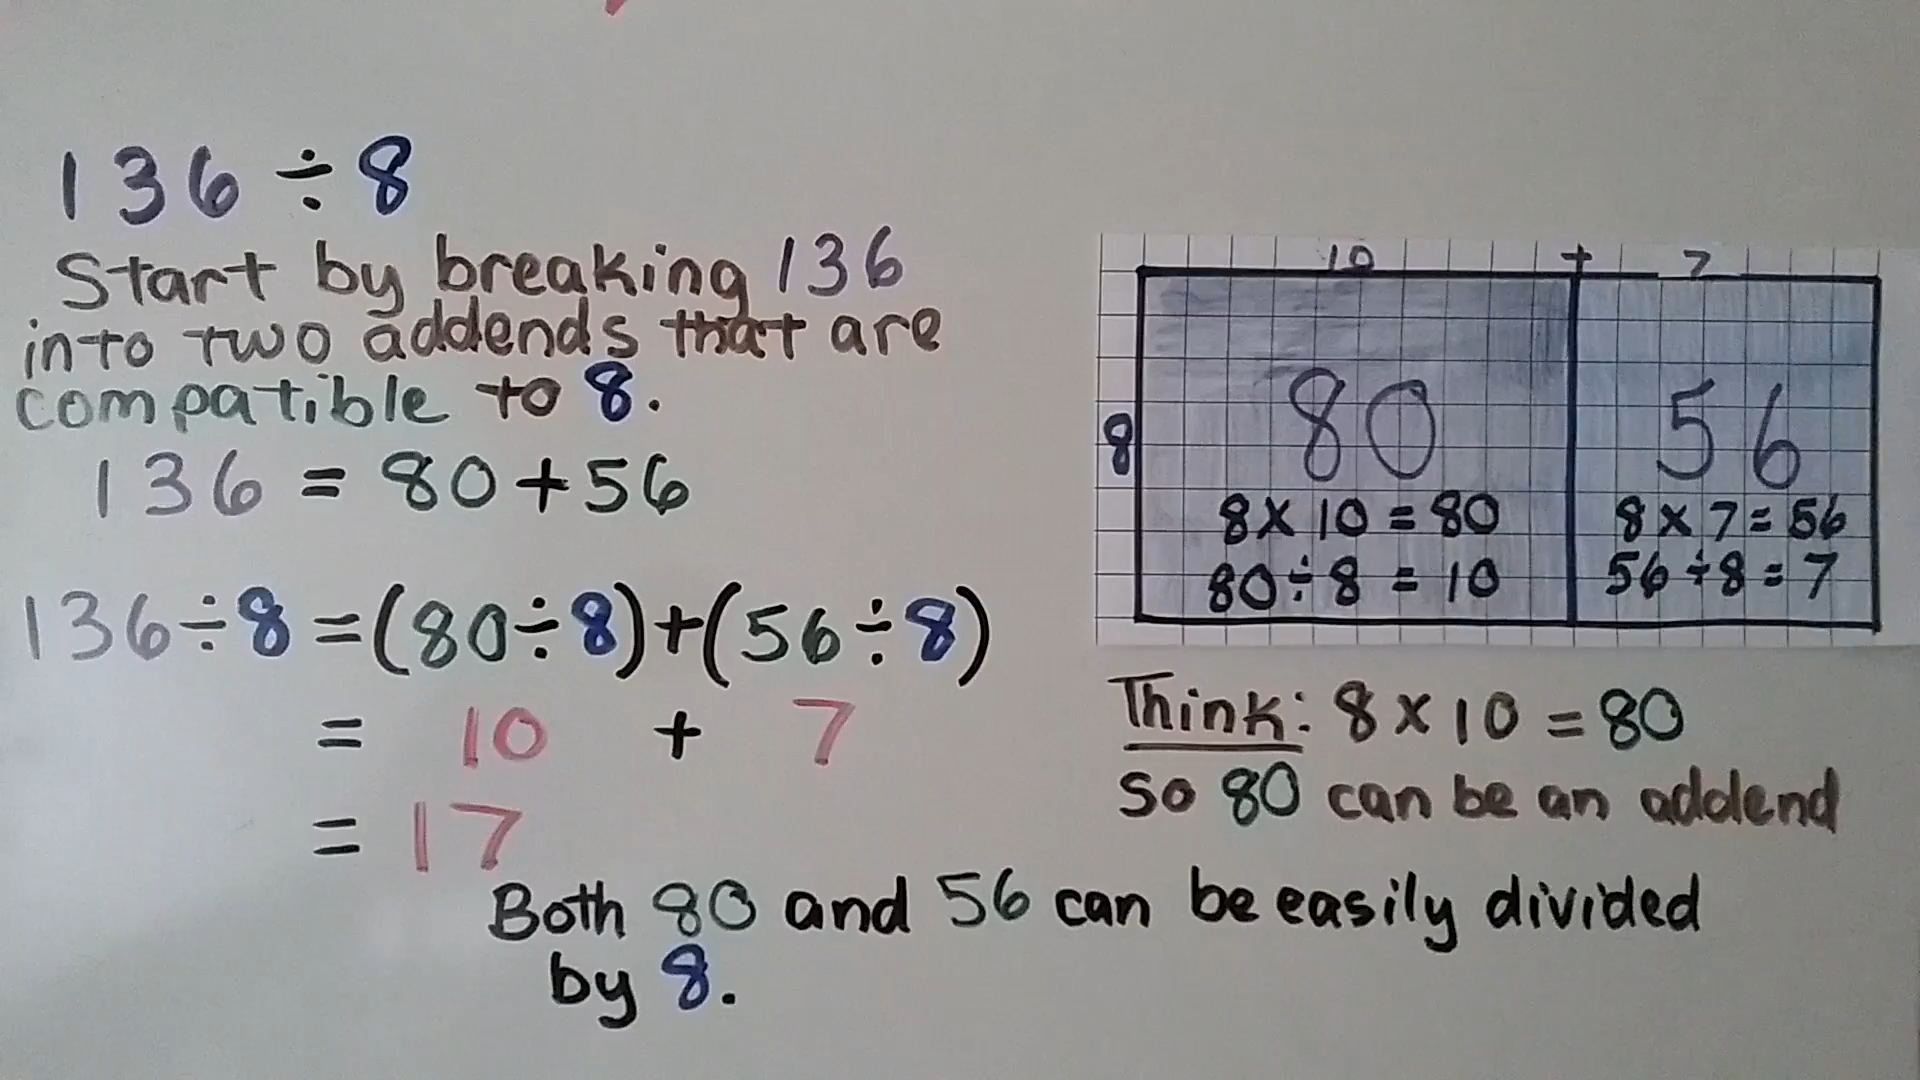 136 ÷ 8
Start by breaking 136
into two addends that are
compatible to 8.
136 = 80+56
136÷8 =(80÷8)+(56÷8)
= 10 + 7
= 17
10 + 7
8
80 56
8 x 10 = 80 8 x 7 = 56
80÷8 = 10 56÷8 = 7
Think: 8 x 10 = 80
so 80 can be an addend
Both 80 and 56 can be easily divided
by 8.